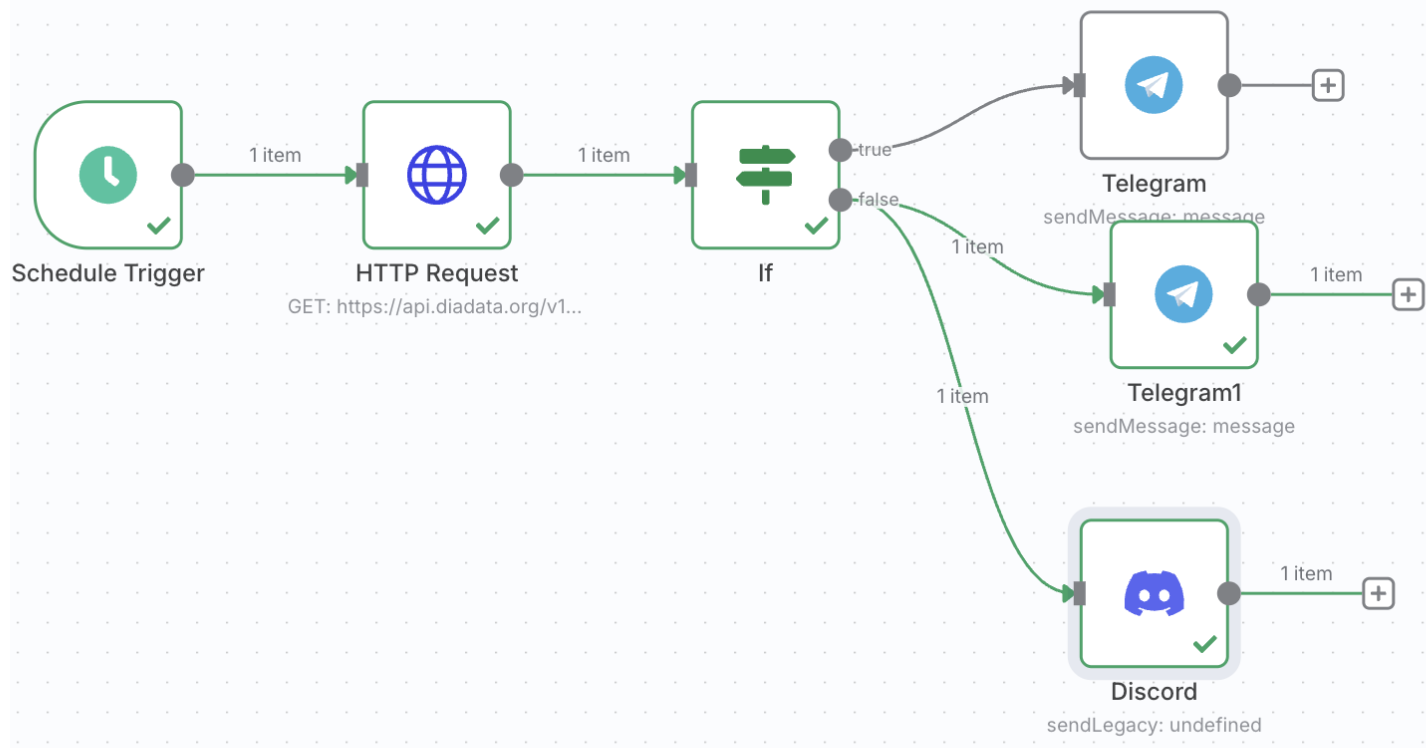 1 item
1 item
true
false
1 item
1 item
1 item
1 item
Schedule Trigger
HTTP Request
GET: https://api.diadata.org/v1...
If
Telegram
sendMessage: message
Telegram1
sendMessage: message
Discord
sendLegacy: undefined